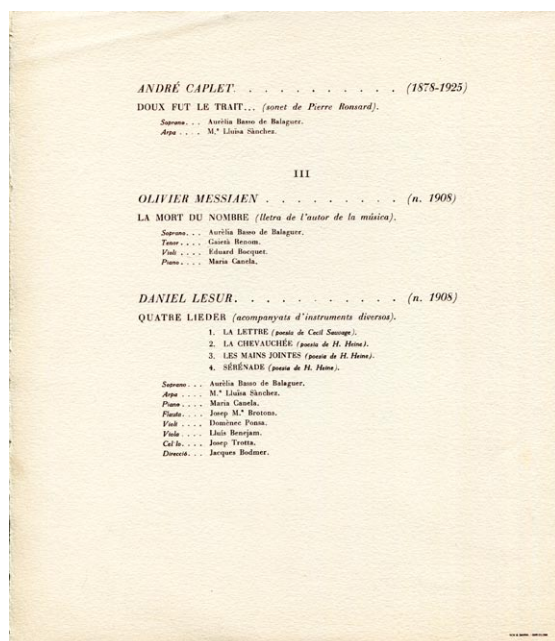 ANDRÉ CAPLET. . . . . . . . . . . (1878-1925)
DOUX FUT LE TRAIT... (sonet de Pierre Ronsard).
Soprano. . . Aurèlia Basso de Balaguer.
Arpa . . . . M.ª Lluïsa Sànchez.
III
OLIVIER MESSIAEN . . . . . . . . . (n. 1908)
LA MORT DU NOMBRE (lletra de l'autor de la música).
Soprano. . . Aurèlia Basso de Balaguer.
Tenor . . . . Gaietà Renom.
Violí . . . . Eduard Bocquet.
Piano. . . . Maria Canela.
DANIEL LESUR. . . . . . . . . . . (n. 1908)
QUATRE LIEDER (acompanyats d'instruments diversos).
1. LA LETTRE (poesia de Cecil Sauvage).
2. LA CHEVAUCHÉE (poesia de H. Heine).
3. LES MAINS JOINTES (poesia de H. Heine).
4. SÉRÉNADE (poesia de H. Heine).
Soprano . . . Aurèlia Basso de Balaguer.
Arpa . . . . M.ª Lluïsa Sànchez.
Piano . . . . Maria Canela.
Flauta. . . . Josep M.ª Brotons.
Violí . . . . Domènec Ponsa.
Viola . . . . Lluís Benejam.
Cel·lo. . . . Josep Trotta.
Direcció. . . Jacques Bodmer.